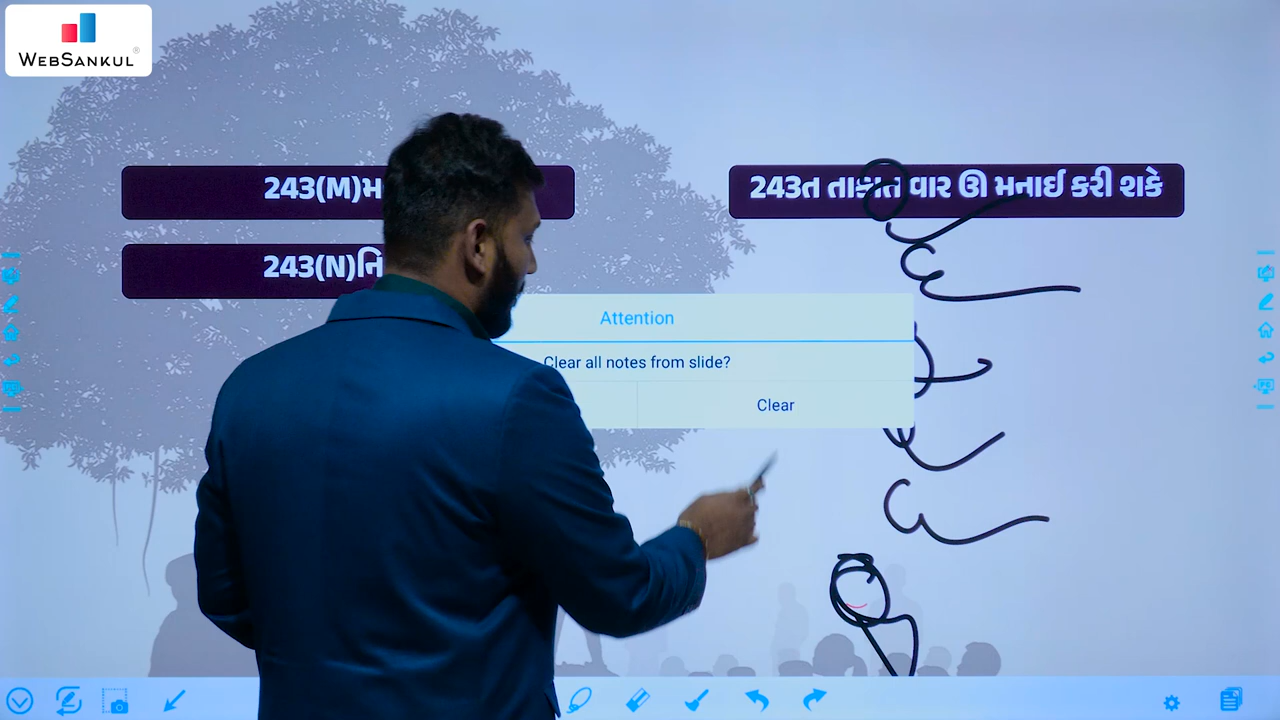 WEBSANKUL®
243(M)મ
243(N)નિ
243ત તાકાત વાર ઊ મનાઈ કરી શકે
Attention
Clear all notes from slide?
Clear